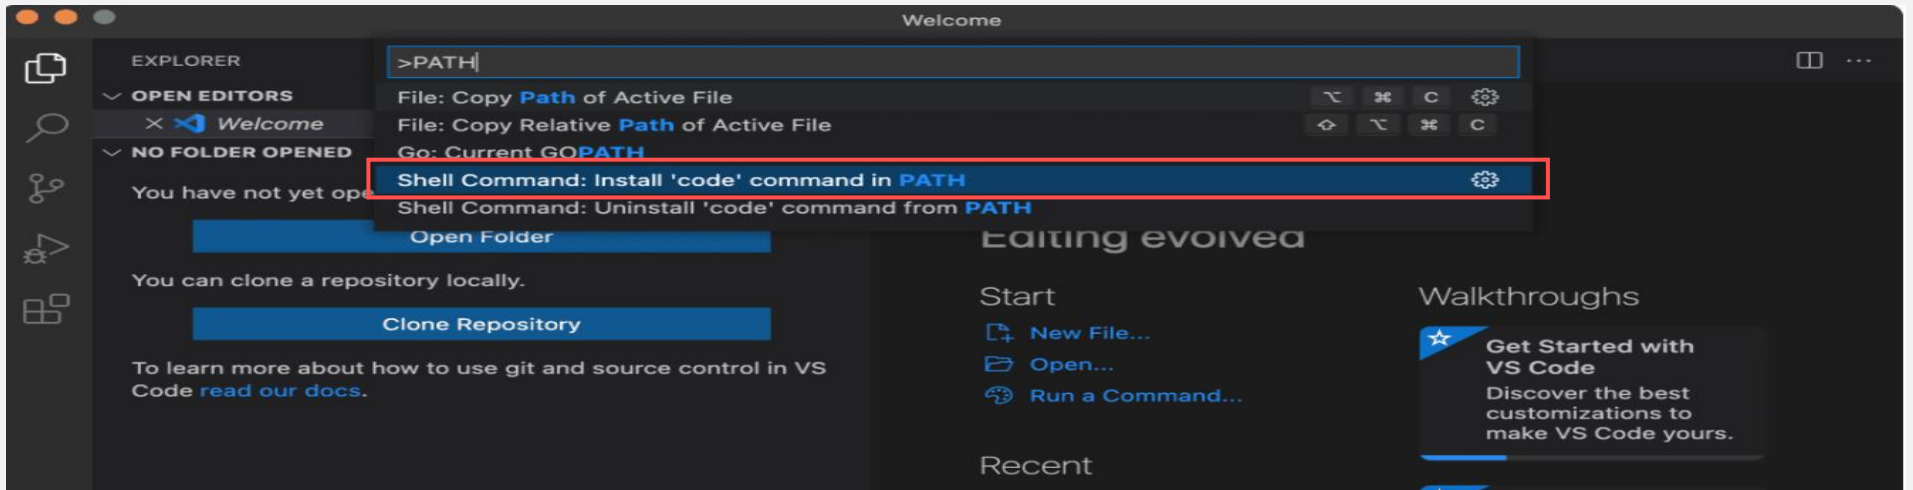 Welcome
EXPLORER
>PATH
OPEN EDITORS
File: Copy Path of Active File
⌥ ⌘ C
Welcome
File: Copy Relative Path of Active File
⇧ ⌥ ⌘ C
NO FOLDER OPENED
Go: Current GOPATH
Shell Command: Install 'code' command in PATH
You have not yet ope
Shell Command: Uninstall 'code' command from PATH
Open Folder
Editing evolved
You can clone a repository locally.
Clone Repository
To learn more about how to use git and source control in VS
Code read our docs.
Start
New File...
Open...
Run a Command...
Recent
Walkthroughs
Get Started with
VS Code
Discover the best
customizations to
make VS Code yours.